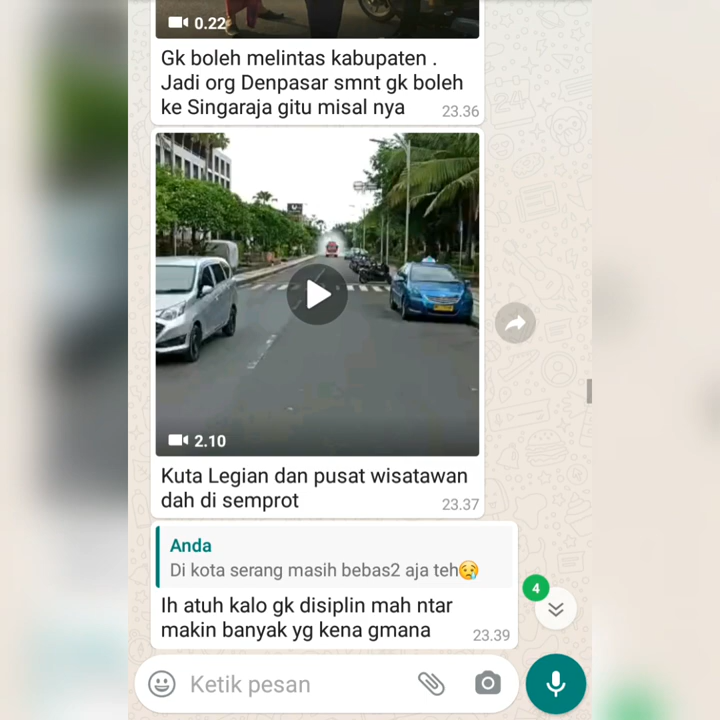 0.22
Gk boleh melintas kabupaten .
Jadi org Denpasar smnt gk boleh
ke Singaraja gitu misal nya
23.36
2.10
Kuta Legian dan pusat wisatawan
dah di semprot
23.37
Anda
Di kota serang masih bebas2 aja teh😢
Ih atuh kalo gk disiplin mah ntar
makin banyak yg kena gmana
23.39
4
Ketik pesan